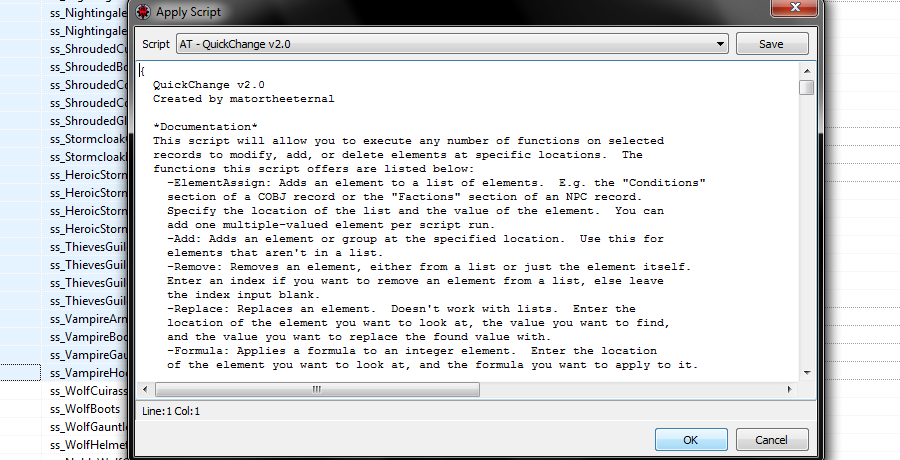 ss_Nightingale
ss_Nightingale
ss_ShroudedCu
ss_ShroudedBo
ss_ShroudedCo
ss_ShroudedCo
ss_ShroudedGl
ss_Stormcloak
ss_Stormcloak
ss_HeroicStorm
ss_HeroicStorm
ss_HeroicStorm
ss_HeroicStorm
ss_ThievesGuil
ss_ThievesGuil
ss_ThievesGuil
ss_ThievesGuil
ss_VampireArm
ss_VampireBoo
ss_VampireGau
ss_VampireHoo
ss_WolfCuirass
ss_WolfBoots
ss_WolfGauntle
ss_WolfHelmet
Apply Script
Script AT - QuickChange v2.0 Save
{
QuickChange v2.0
Created by matortheeternal
*Documentation*
This script will allow you to execute any number of functions on selected
records to modify, add, or delete elements at specific locations.  The
functions this script offers are listed below:
-ElementAssign: Adds an element to a list of elements.  E.g. the "Conditions"
section of a COBJ record or the "Factions" section of an NPC record.
Specify the location of the list and the value of the element.  You can
add one multiple-valued element per script run.
-Add: Adds an element or group at the specified location.  Use this for
elements that aren't in a list.
-Remove: Removes an element, either from a list or just the element itself.
Enter an index if you want to remove an element from a list, else leave
the index input blank.
-Replace: Replaces an element.  Doesn't work with lists.  Enter the
location of the element you want to look at, the value you want to find,
and the value you want to replace the found value with.
-Formula: Applies a formula to an integer element.  Enter the location
of the element you want to look at, and the formula you want to apply to it.
Line:1 Col:1
OK Cancel